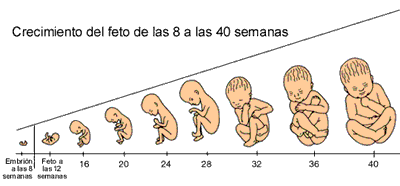 Crecimiento del feto de las 8 a las 40 semanas
Embrión
a las 8
semanas
Feto a
las 12
semanas
16
20
24
28
32
36
40